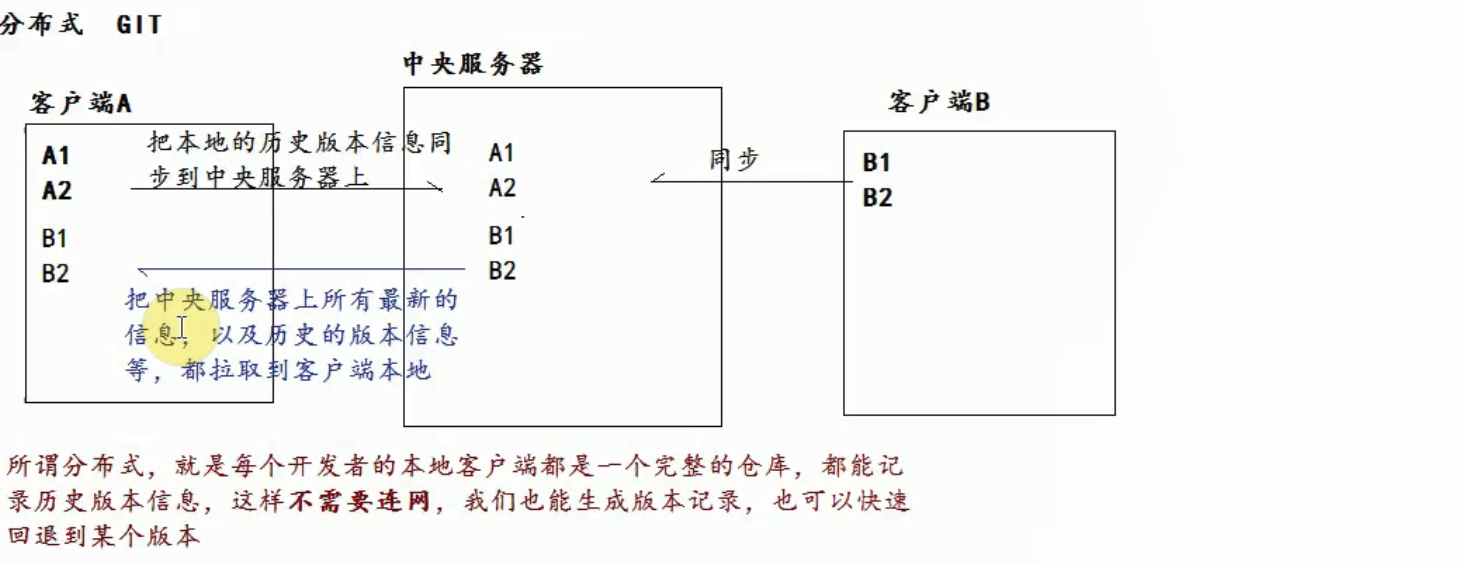 分布式 GIT
中央服务器
客户端A
客户端B
A1
A2
B1
B2
把本地的历史版本信息同
步到中央服务器上
A1
A2
B1
B2
同步
B1
B2
把中央服务器上所有最新的
信息，以及历史的版本信息
等，都拉取到客户端本地
所谓分布式，就是每个开发者的本地客户端都是一个完整的仓库，都能记
录历史版本信息，这样不需要连网，我们也能生成版本记录，也可以快速
回退到某个版本